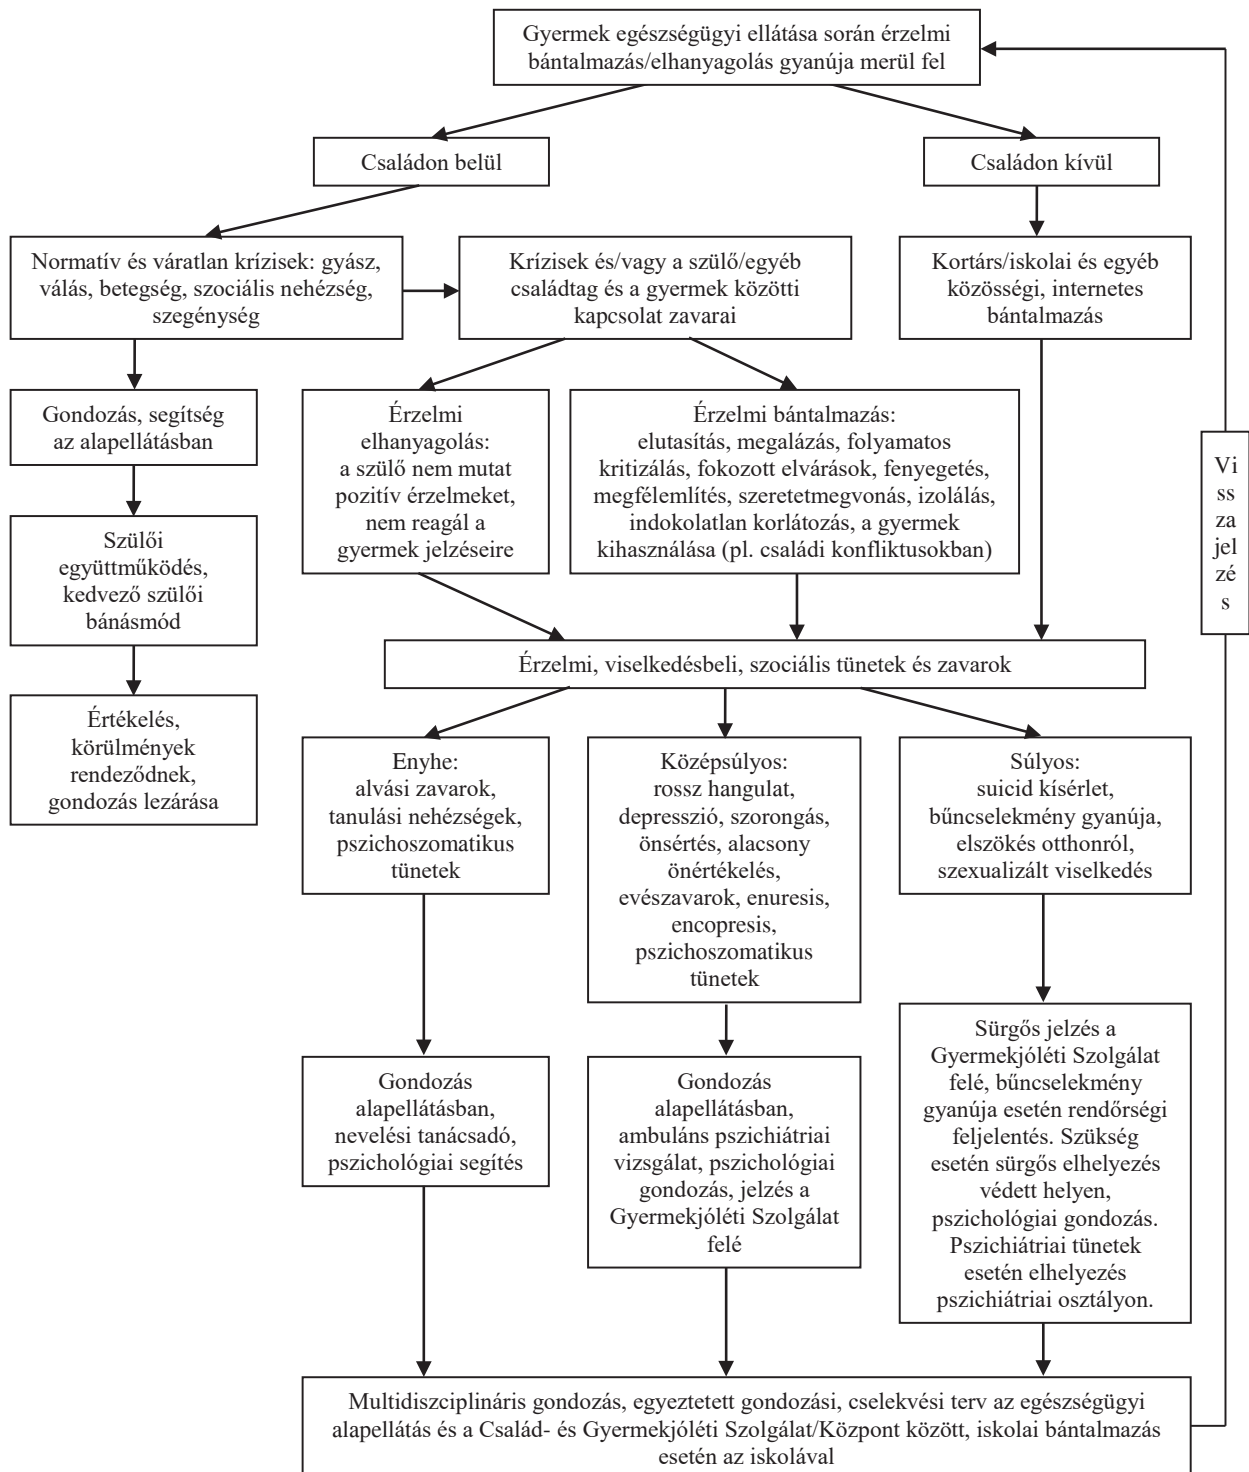 Gyermek egészségügyi ellátása során érzelmi
bántalmazás/elhanyagolás gyanúja merül fel
Családon belül
Családon kívül
Normatív és váratlan krízisek: gyász,
válás, betegség, szociális nehézség,
szegénység
Krízisek és/vagy a szülő/egyéb
családtag és a gyermek közötti
kapcsolat zavarai
Kortárs/iskolai és egyéb
közösségi, internetes
bántalmazás
Gondozás, segítség
az alapellátásban
Érzelmi
elhanyagolás:
a szülő nem mutat
pozitív érzelmeket,
nem reagál a
gyermek jelzéseire
Érzelmi bántalmazás:
elutasítás, megalázás, folyamatos
kritizálás, fokozott elvárások, fenyegetés,
megfélemlítés, szeretetmegvonás, izolálás,
indokolatlan korlátozás, a gyermek
kihasználása (pl. családi konfliktusokban)
Vi
ss
za
jel
zé
s
Szülői
együttműködés,
kedvező szülői
bánásmód
Érzelmi, viselkedésbeli, szociális tünetek és zavarok
Értékelés,
körülmények
rendeződnek,
gondozás lezárása
Enyhe:
alvási zavarok,
tanulási nehézségek,
pszichoszomatikus
tünetek
Középsúlyos:
rossz hangulat,
depresszió, szorongás,
önsértés, alacsony
önértékelés,
evészavarok, enuresis,
encopresis,
pszichoszomatikus
tünetek
Súlyos:
suicid kísérlet,
bűncselekmény gyanúja,
elszökés otthonról,
szexualizált viselkedés
Gondozás
alapellátásban,
nevelési tanácsadó,
pszichológiai segítés
Gondozás
alapellátásban,
ambuláns pszichiátriai
vizsgálat, pszichológiai
gondozás, jelzés a
Gyermekjóléti Szolgálat
felé
Sürgős jelzés a
Gyermekjóléti Szolgálat
felé, bűncselekmény
gyanúja esetén rendőrségi
feljelentés. Szükség
esetén sürgős elhelyezés
védett helyen,
pszichológiai gondozás.
Pszichiátriai tünetek
esetén elhelyezés
pszichiátriai osztályon.
Multidiszciplináris gondozás, egyeztetett gondozási, cselekvési terv az egészségügyi
alapellátás és a Család- és Gyermekjóléti Szolgálat/Központ között, iskolai bántalmazás
esetén az iskolával